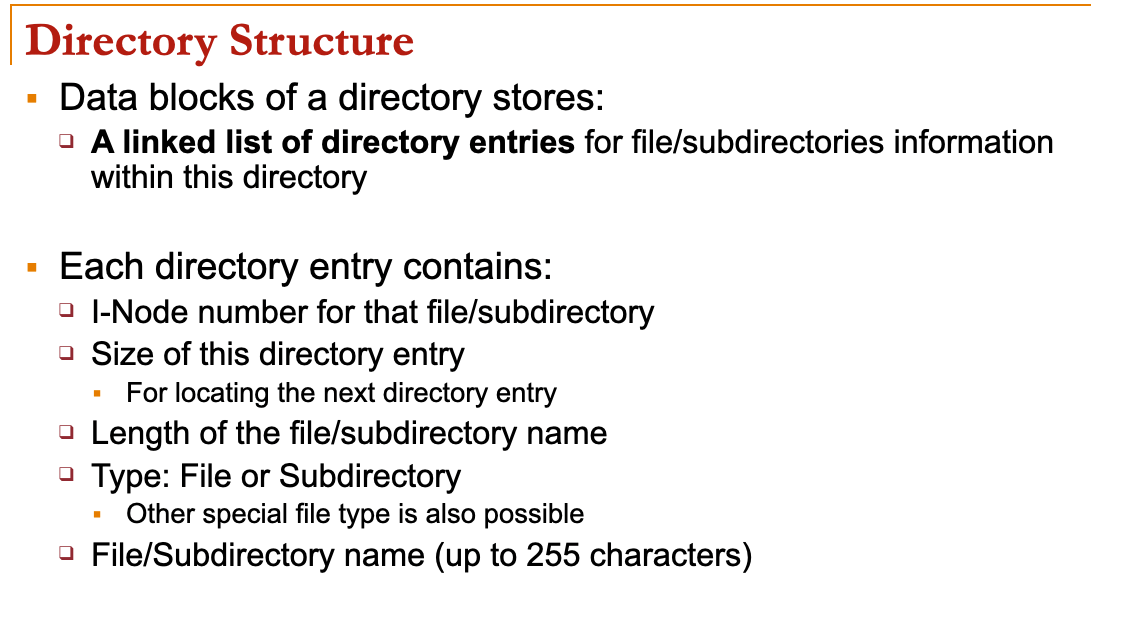 Directory Structure
Data blocks of a directory stores:
A linked list of directory entries for file/subdirectories information
within this directory
Each directory entry contains:
I-Node number for that file/subdirectory
Size of this directory entry
For locating the next directory entry
Length of the file/subdirectory name
Type: File or Subdirectory
Other special file type is also possible
File/Subdirectory name (up to 255 characters)